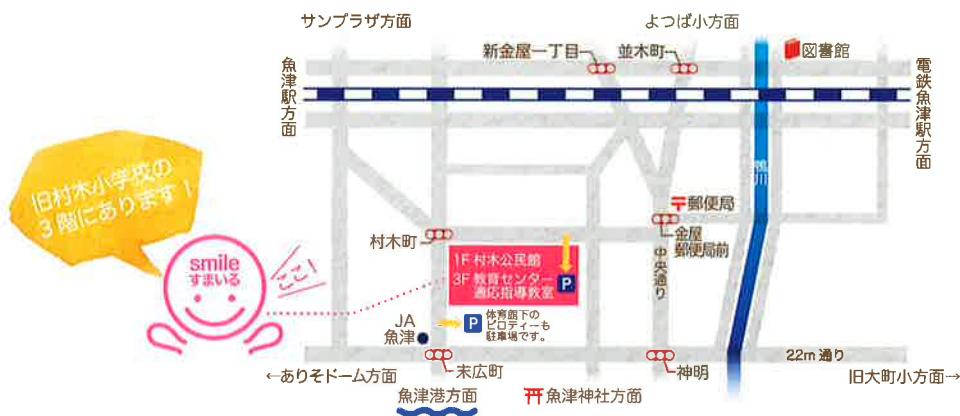 サンプラザ方面
よつば小方面
新金屋一丁目
並木町
図書館
魚津駅方面
電鉄魚津駅方面
旧村木小学校の
3階にあります!
鴨川
郵便局
村木町
金屋
郵便局前
中央通り
smile
すまいる
ここ!
1F 村木公民館
3F 教育センター
適応指導教室
P
P
体育館下の
ピロティーも
駐車場です。
JA
魚津
22m通り
末広町
神明
←ありそドーム方面
旧大町小方面→
魚津港方面
魚津神社方面